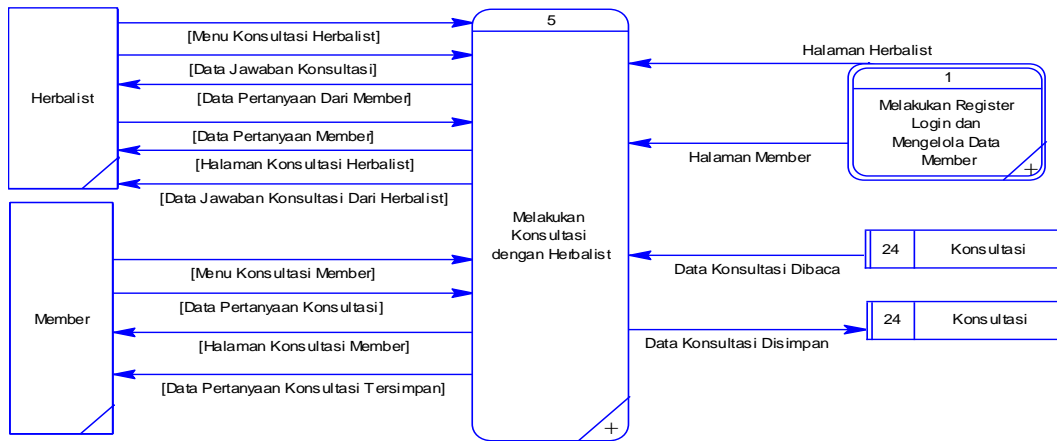 5
[Menu Konsultasi Herbalist]
[Data Jawaban Konsultasi]
[Data Pertanyaan Dari Member]
[Data Pertanyaan Member]
[Halaman Konsultasi Herbalist]
[Data Jawaban Konsultasi Dari Herbalist]
Herbalist
Halaman Herbalist
1
Melakukan Register
Login dan
Mengelola Data
Member
+
Halaman Member
Melakukan
Konsultasi
dengan Herbalist
+
24 Konsultasi
Data Konsultasi Dibaca
24 Konsultasi
Data Konsultasi Disimpan
Member
[Menu Konsultasi Member]
[Data Pertanyaan Konsultasi]
[Halaman Konsultasi Member]
[Data Pertanyaan Konsultasi Tersimpan]